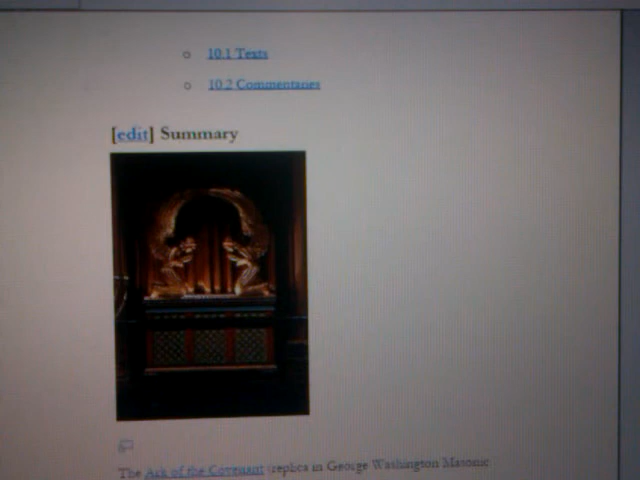 10.1 Texts
10.2 Commentaries
[edit] Summary
The Ark of the Covenant replica in George Washington Masonic